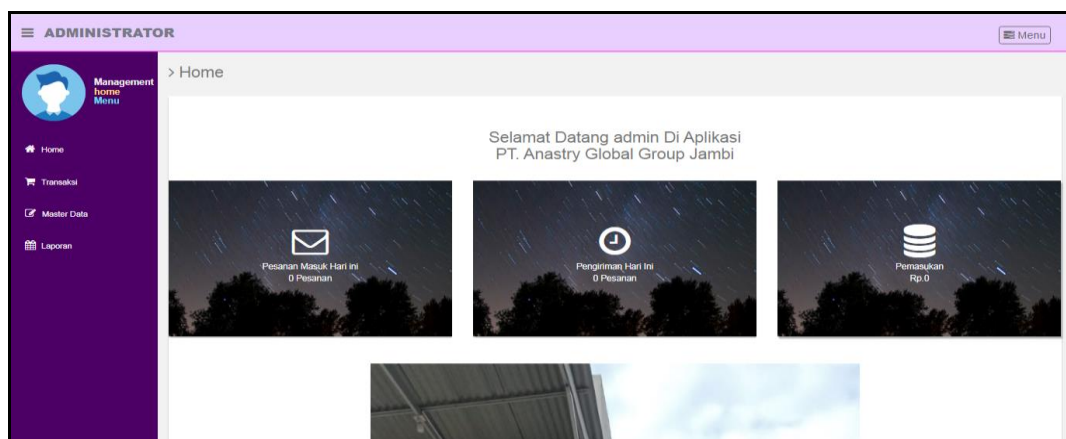 ADMINISTRATOR
Menu
Management
home
Menu
Home
Transaksi
Master Data
Laporan
> Home
Selamat Datang admin Di Aplikasi
PT. Anastry Global Group Jambi
Pesanan Masuk Hari ini
0 Pesanan
Pengiriman Hari Ini
0 Pesanan
Pemasukan
Rp.0